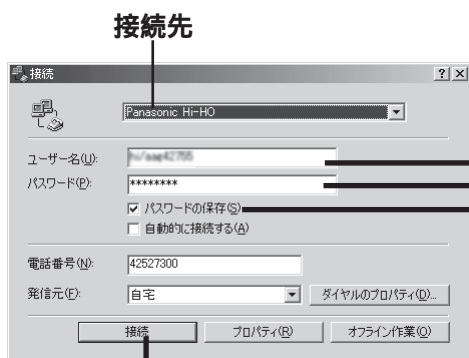 接続先
接続
Panasonic Hi-HO
ユーザー名(U):
パスワード(P): ********
パスワードの保存(S)
自動的に接続する(A)
電話番号(N): 42527300
発信元(F): 自宅 ダイヤルのプロパティ(D)...
接続 プロパティ(R) オフライン作業(O)